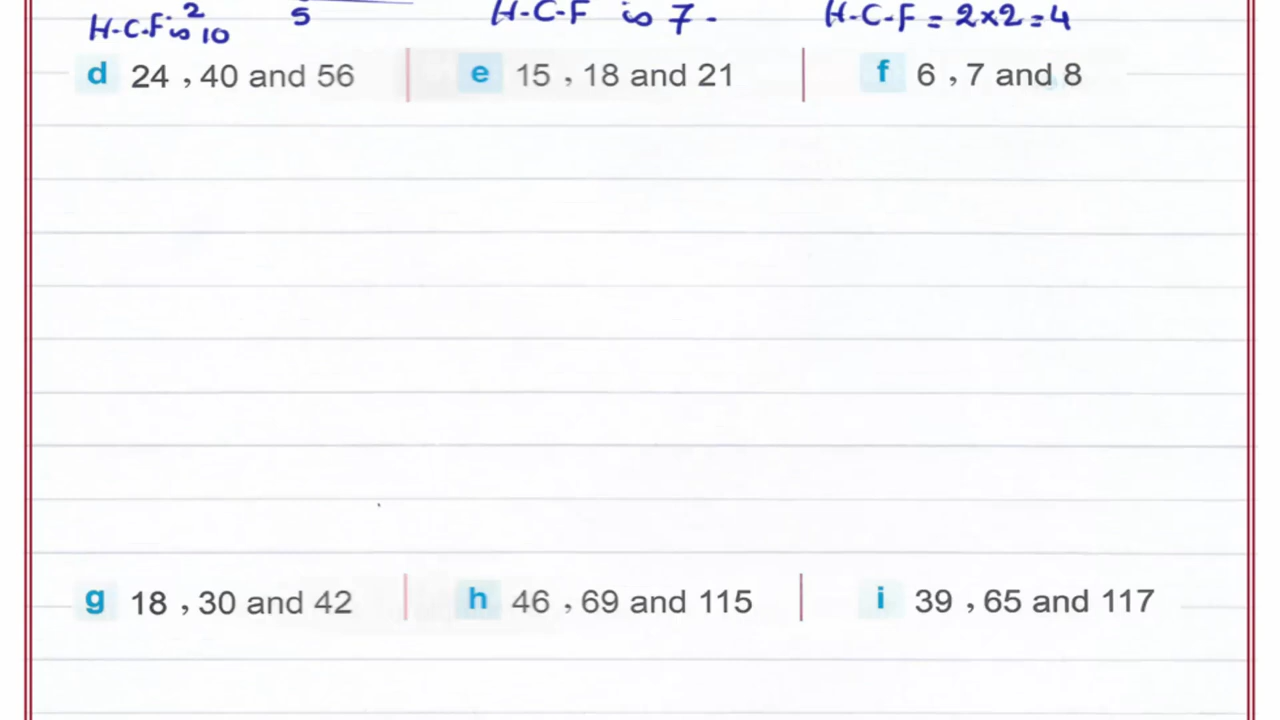 2
5
H-C-F is 10
H-C-F is 7.
H-C-F = 2×2=4
d 24 , 40 and 56
e 15 , 18 and 21
f 6 , 7 and 8
g 18 , 30 and 42
h 46 , 69 and 115
i 39 , 65 and 117